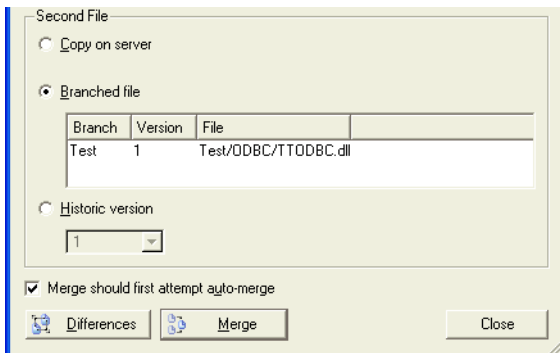 Second File
Copy on server
Branched file
Branch Version File
Test 1 Test/ODBC/TTODBC.dll
Historic version
1
Merge should first attempt auto-merge
Differences Merge Close